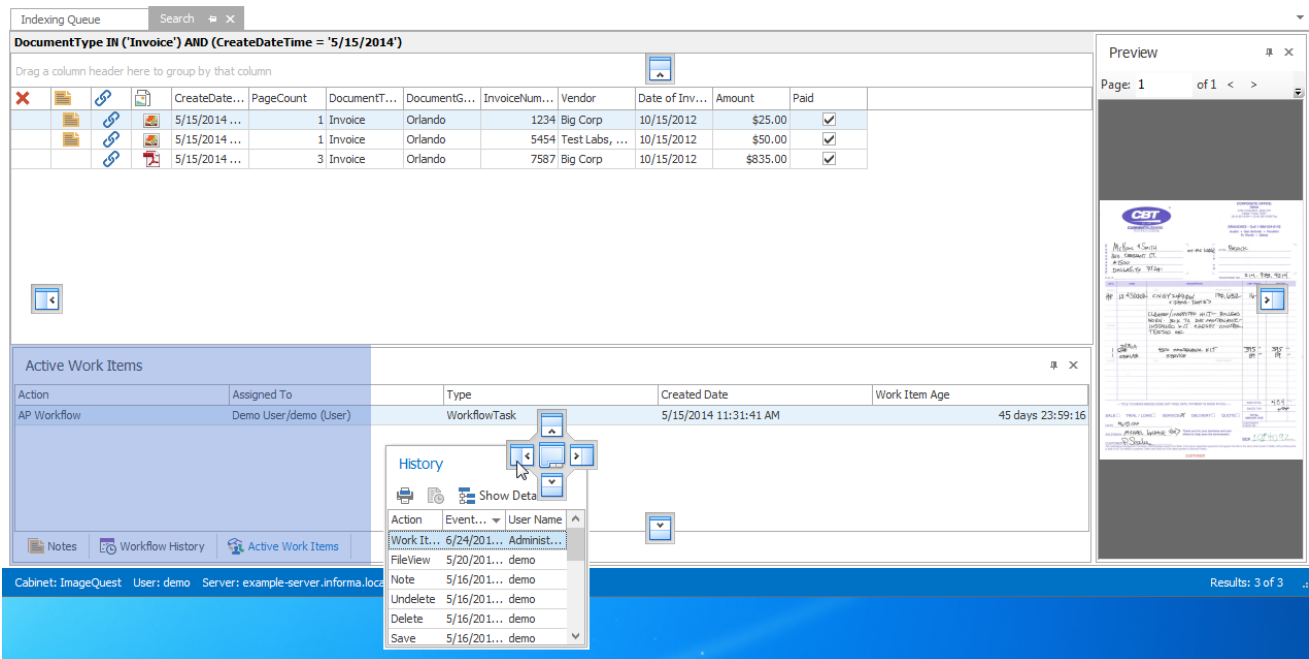 Indexing Queue
Search
DocumentType IN ('Invoice') AND (CreateDateTime = '5/15/2014')
Drag a column header here to group by that column
CreateDate... PageCount DocumentT... DocumentG... InvoiceNum... Vendor Date of Inv... Amount Paid
5/15/2014 ... 1 Invoice Orlando 1234 Big Corp 10/15/2012 $25.00
5/15/2014 ... 1 Invoice Orlando 5454 Test Labs, ... 10/15/2012 $50.00
5/15/2014 ... 3 Invoice Orlando 7587 Big Corp 10/15/2012 $835.00
Preview
Page: 1 of 1 < >
CBT
Active Work Items
Action Assigned To Type Created Date Work Item Age
AP Workflow Demo User/demo (User) WorkflowTask 5/15/2014 11:31:41 AM 45 days 23:59:16
History
Show Deta
Action Event... User Name
Work It... 6/24/201... Administ...
FileView 5/20/201... demo
Note 5/16/201... demo
Undelete 5/16/201... demo
Delete 5/16/201... demo
Save 5/16/201... demo
Notes Workflow History Active Work Items
Cabinet: ImageQuest User: demo Server: example-server.informa.loca
Results: 3 of 3